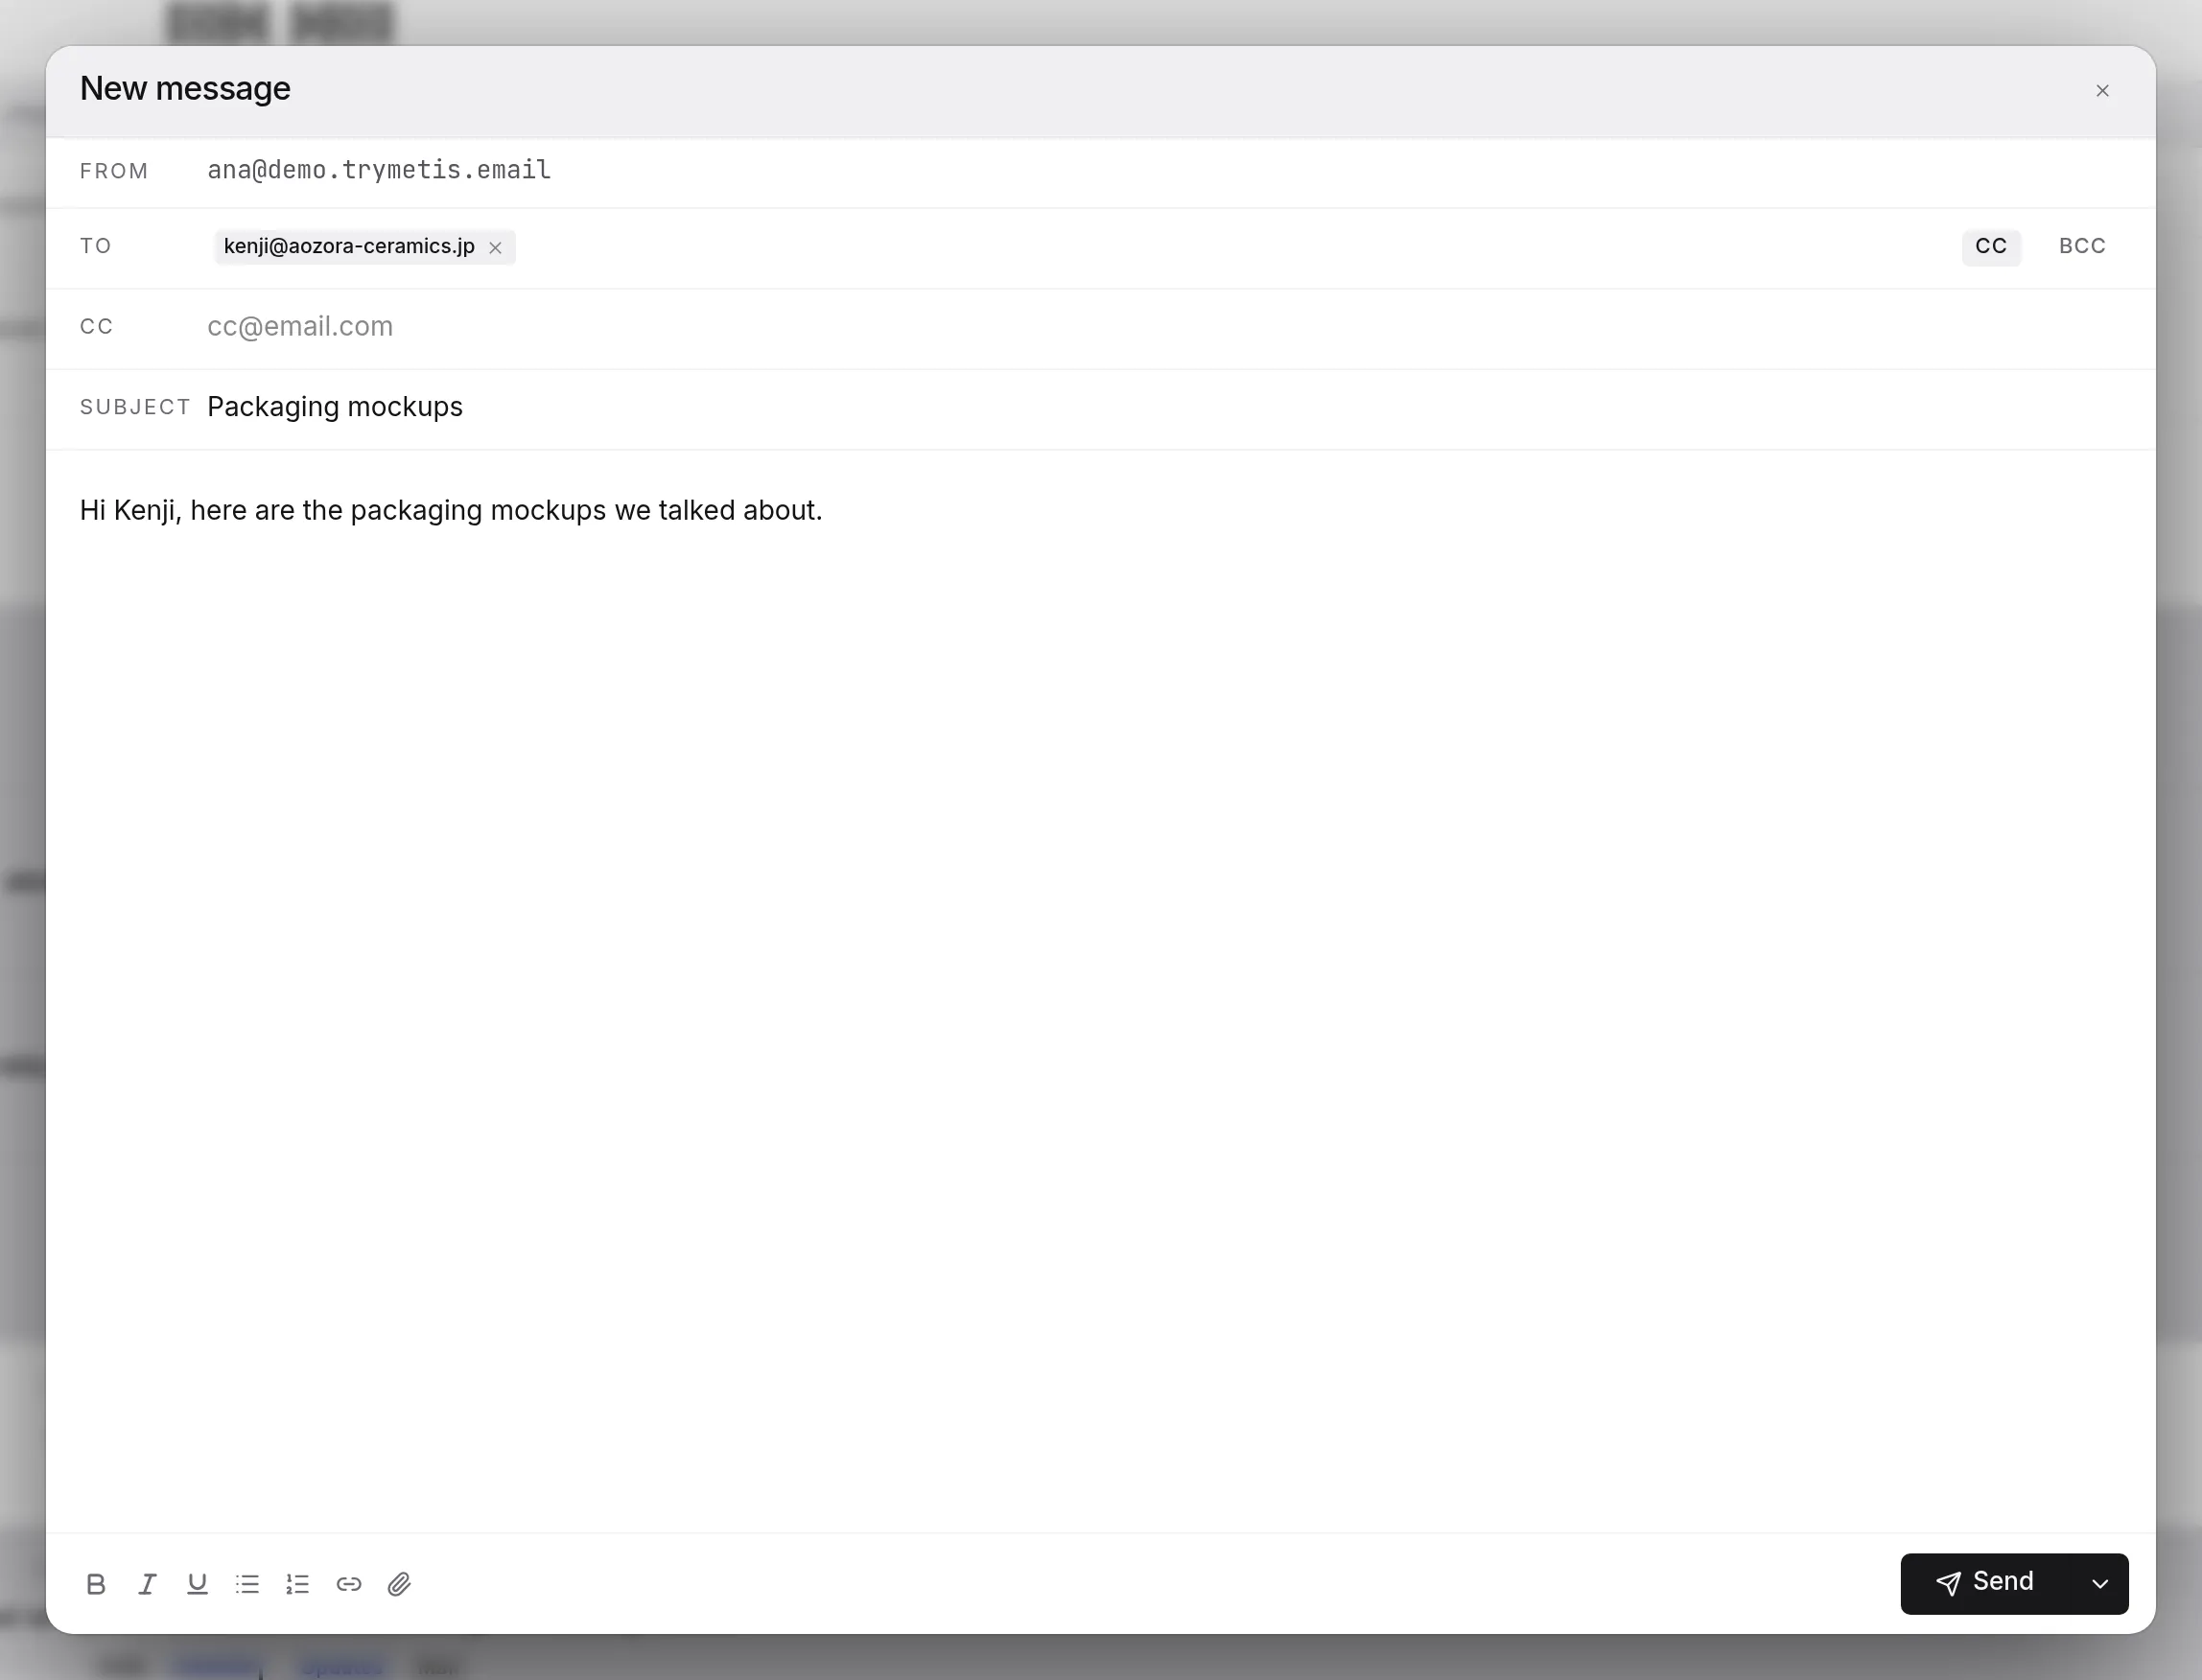 New message
FROM ana@demo.trymetis.email
TO kenji@aozora-ceramics.jp CC BCC
CC cc@email.com
SUBJECT Packaging mockups
Hi Kenji, here are the packaging mockups we talked about.
Send